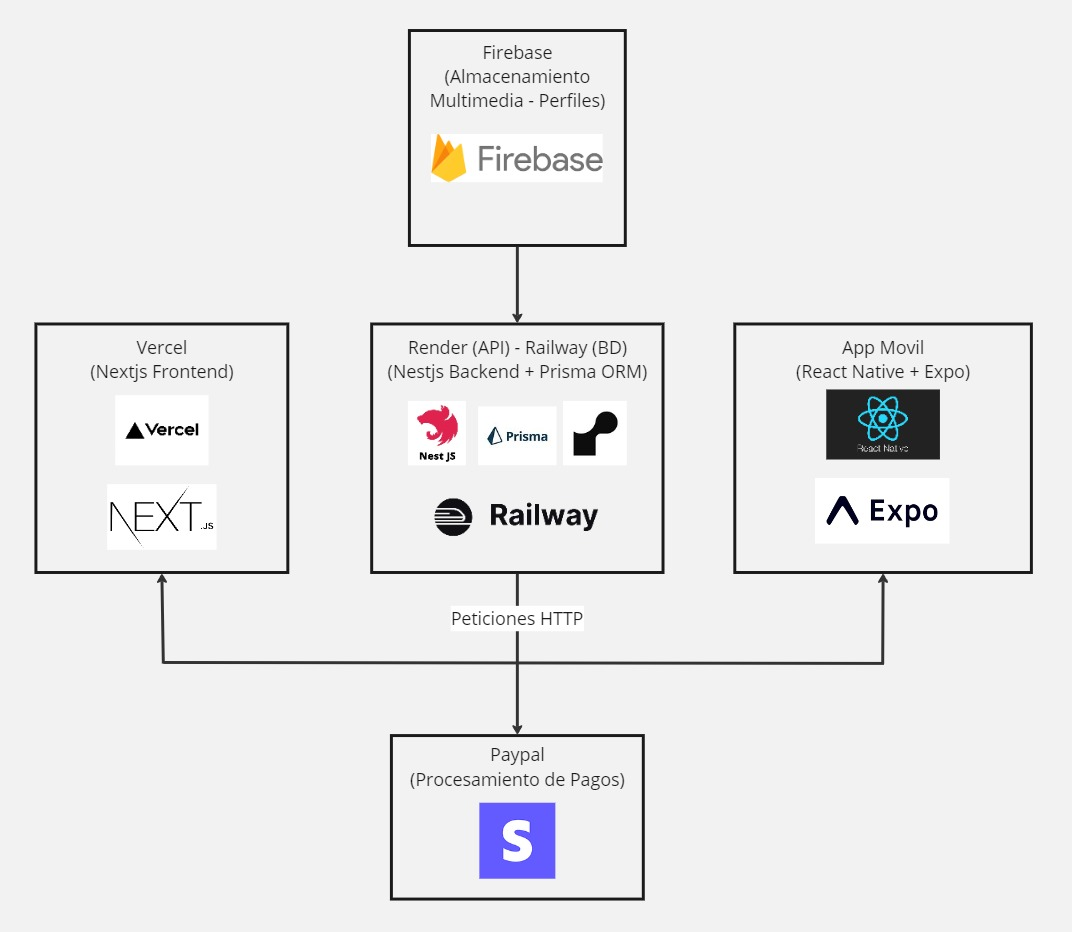 Firebase
(Almacenamiento
Multimedia - Perfiles)
Firebase
Vercel
(Nextjs Frontend)
Vercel
NEXT.JS
Render (API) - Railway (BD)
(Nestjs Backend + Prisma ORM)
Nest JS
Prisma
Railway
App Movil
(React Native + Expo)
React Native
Expo
Peticiones HTTP
Paypal
(Procesamiento de Pagos)
S